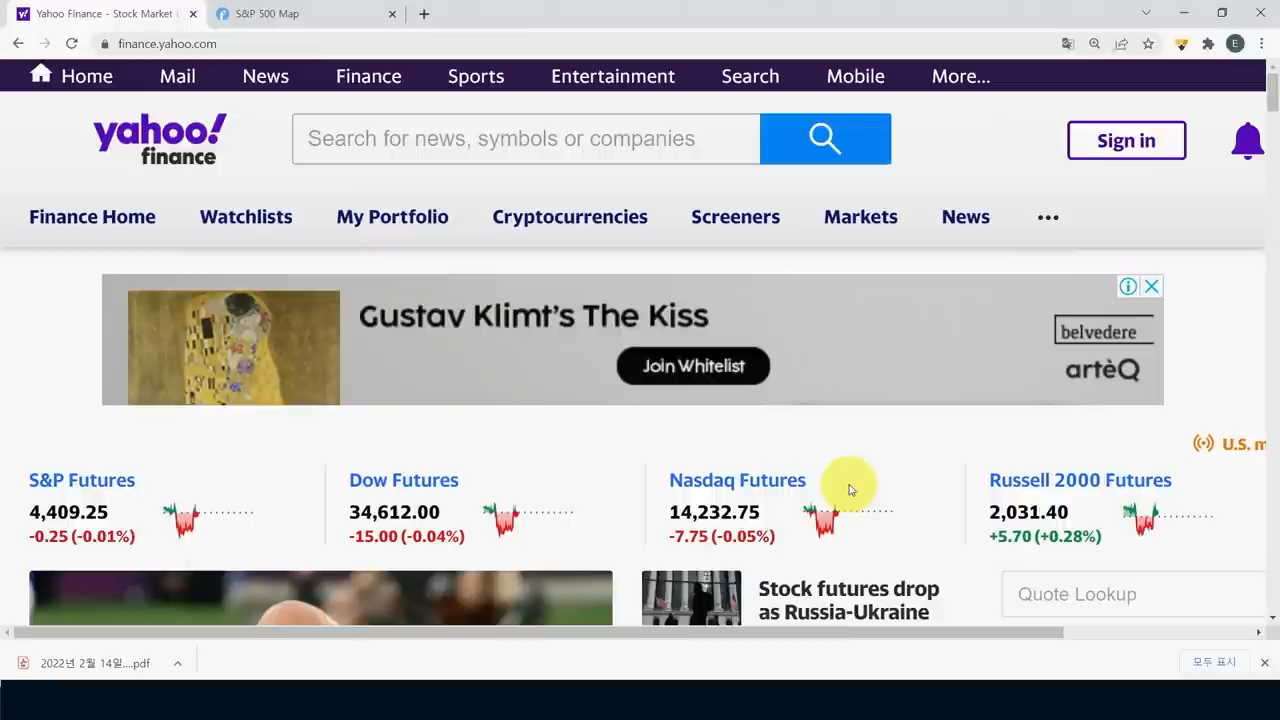 Yahoo Finance - Stock Market
S&P 500 Map
finance.yahoo.com
E
Home Mail News Finance Sports Entertainment Search Mobile More...
yahoo!
finance
Search for news, symbols or companies
Sign in
Finance Home Watchlists My Portfolio Cryptocurrencies Screeners Markets News
Gustav Klimt's The Kiss
Join Whitelist
belvedere
artèQ
U.S. m
S&P Futures Dow Futures Nasdaq Futures Russell 2000 Futures
4,409.25 34,612.00 14,232.75 2,031.40
-0.25 (-0.01%) -15.00 (-0.04%) -7.75 (-0.05%) +5.70 (+0.28%)
Stock futures drop
as Russia-Ukraine
Quote Lookup
2022년 2월 14일....pdf
모두 표시